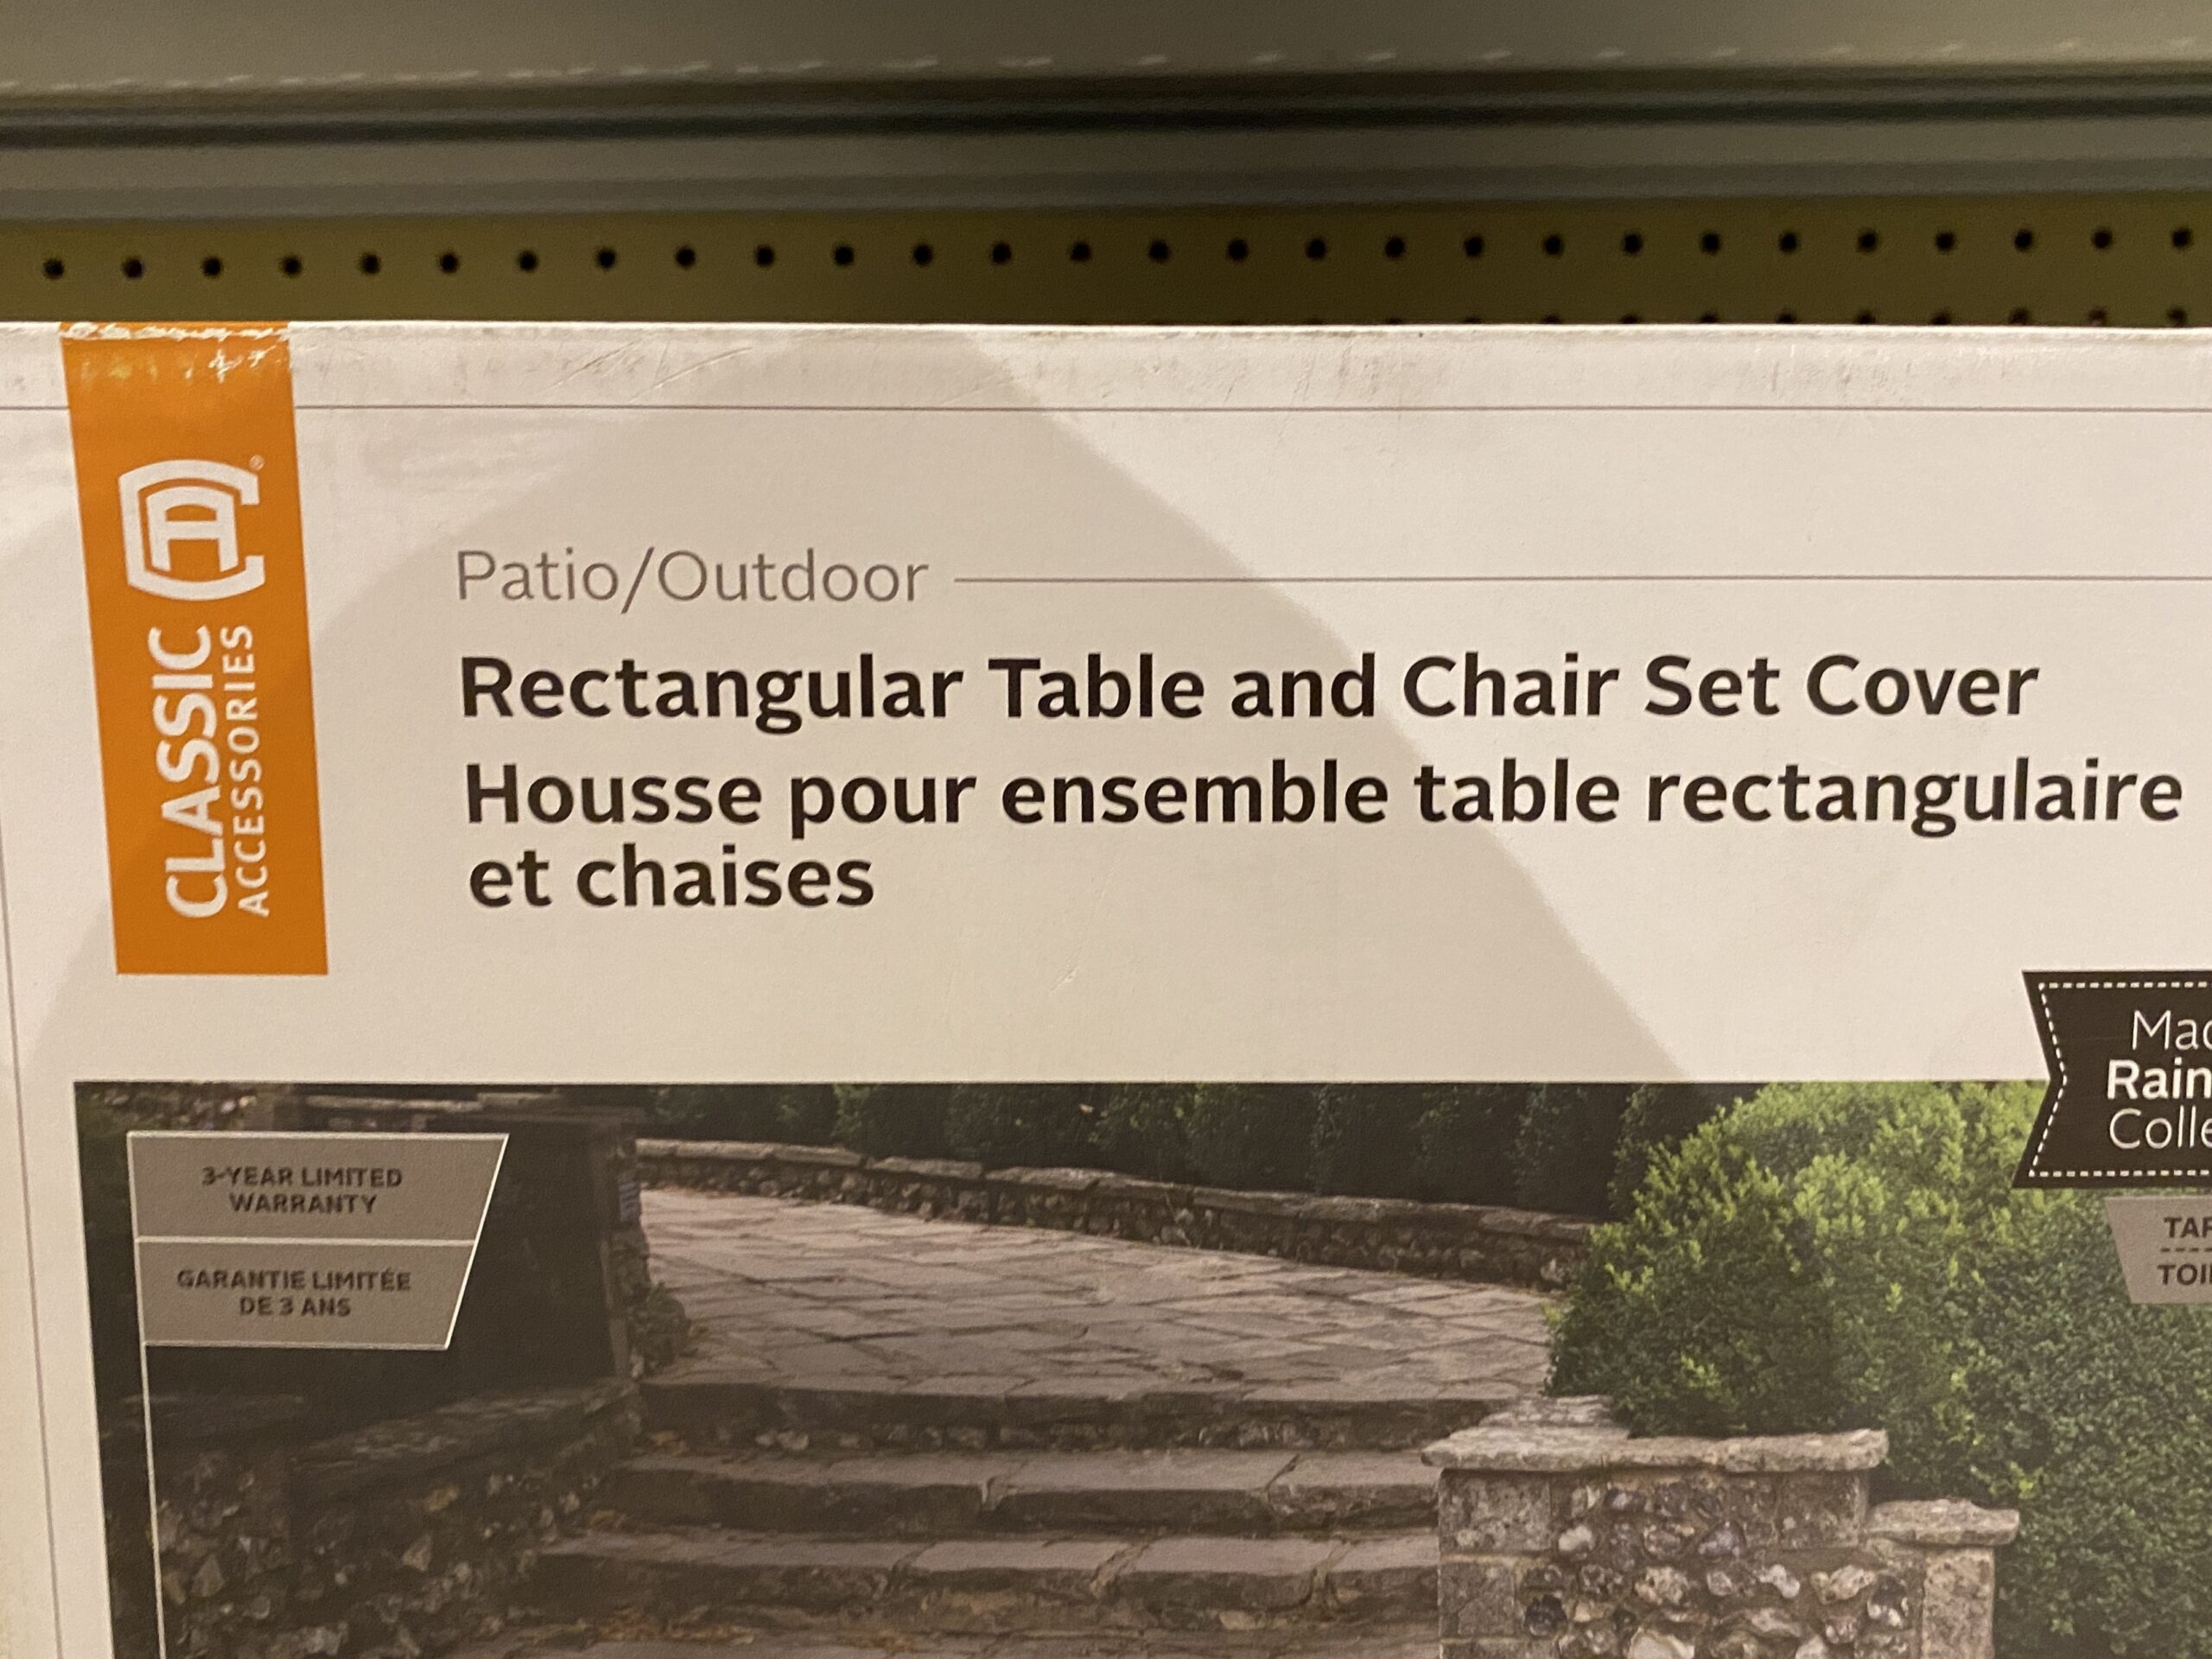 CLASSIC
ACCESSORIES
Patio/Outdoor
Rectangular Table and Chair Set Cover
Housse pour ensemble table rectangulaire
et chaises
3-YEAR LIMITED
WARRANTY
GARANTIE LIMITÉE
DE 3 ANS
Rain